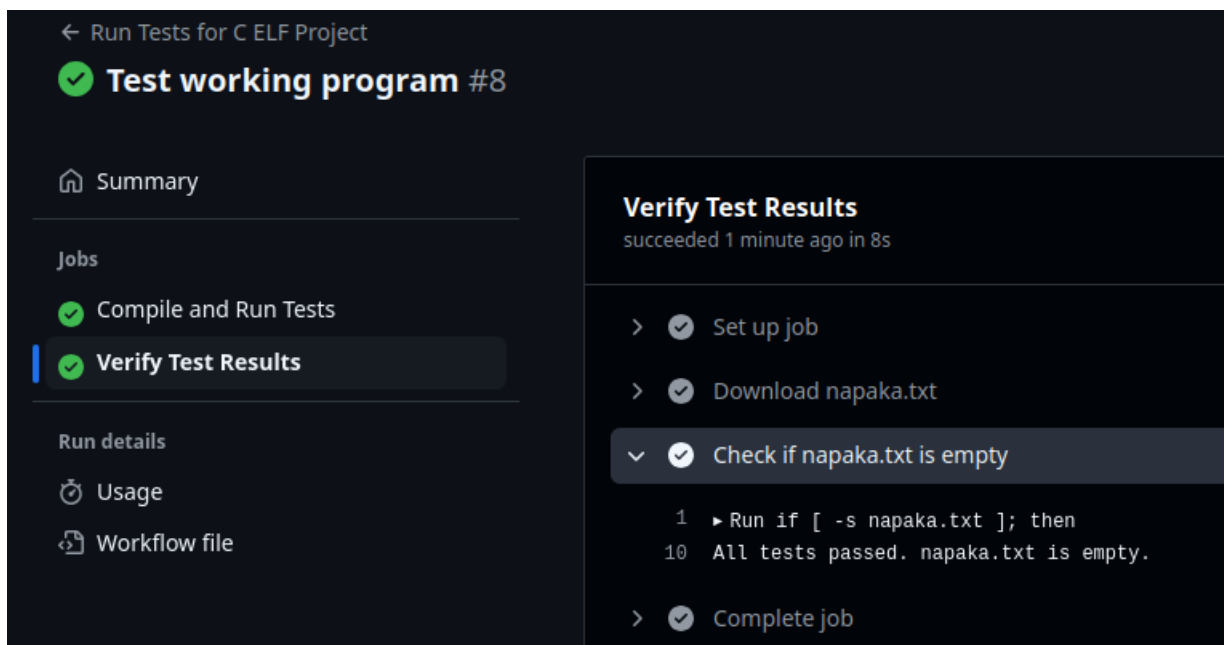 ← Run Tests for C ELF Project
Test working program #8
Summary
Jobs
Compile and Run Tests
Verify Test Results
Run details
Usage
Workflow file
Verify Test Results
succeeded 1 minute ago in 8s
Set up job
Download napaka.txt
Check if napaka.txt is empty
1 ▸ Run if [ -s napaka.txt ]; then
10 All tests passed. napaka.txt is empty.
Complete job